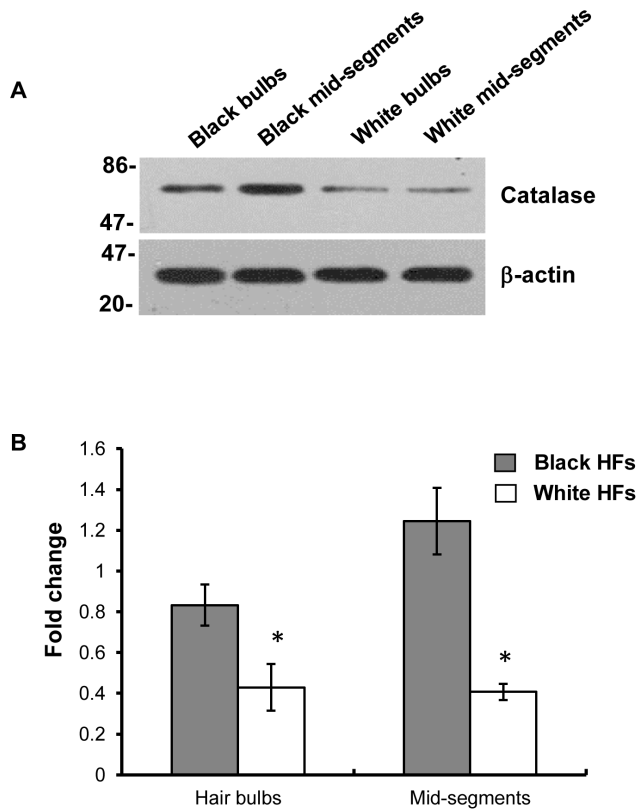 A
Black bulbs
Black mid-segments
White bulbs
White mid-segments
86-
47-
Catalase
47-
20-
β-actin
B
Fold change
1.6
1.4
1.2
1
0.8
0.6
0.4
0.2
0
Black HFs
White HFs
*
*
Hair bulbs
Mid-segments